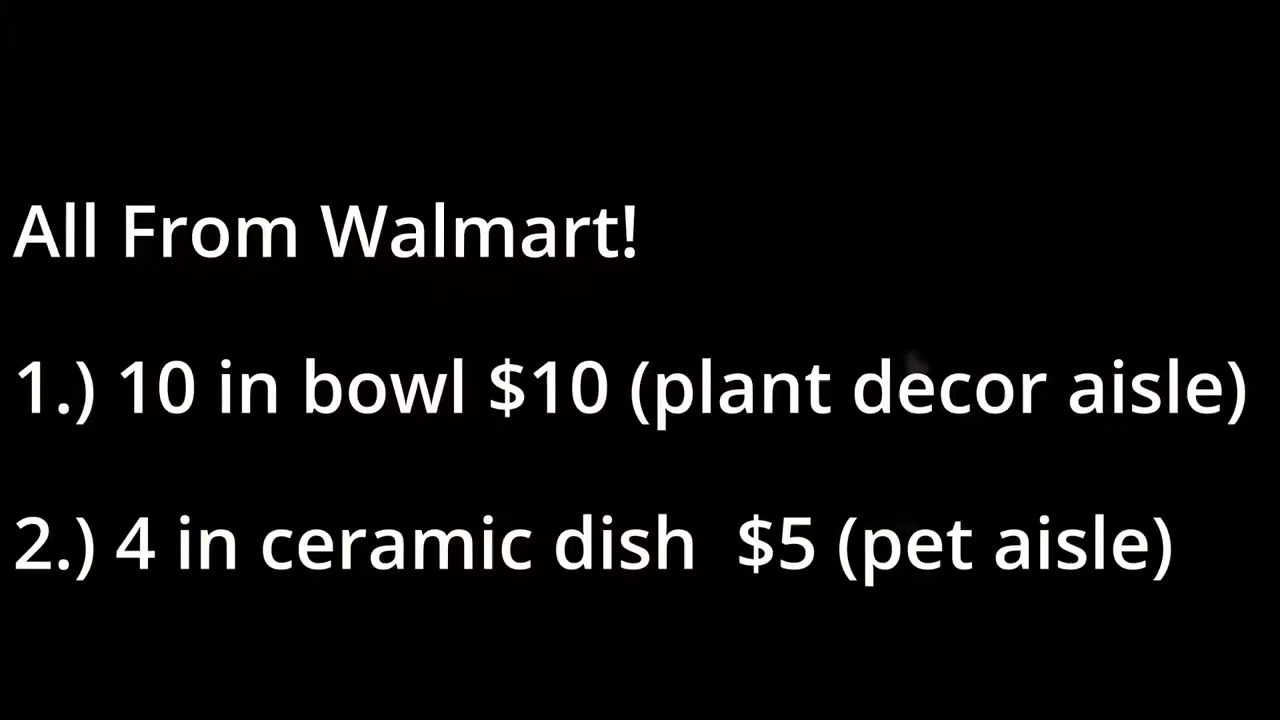 All From Walmart!
1.) 10 in bowl $10 (plant decor aisle)
2.) 4 in ceramic dish  $5 (pet aisle)